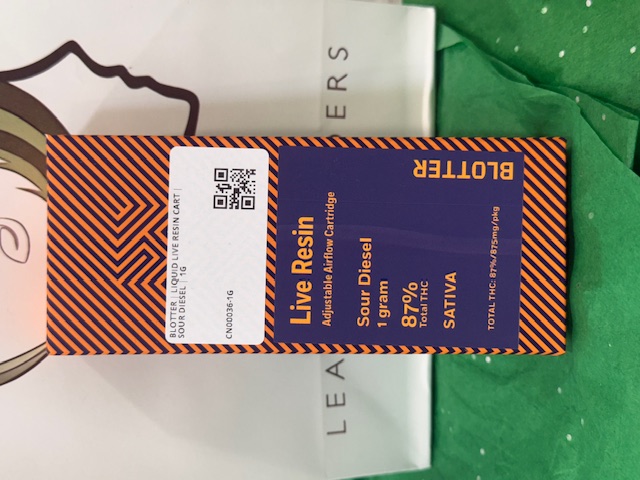 BLOTTER | LIQUID LIVE RESIN CART |
SOUR DIESEL | 1G
CN00036-1G
Live Resin
Adjustable Airflow Cartridge
Sour Diesel
1 gram
87%
Total THC
SATIVA
TOTAL THC: 87%/875mg/pkg
BLOTTER
LEA
ERS